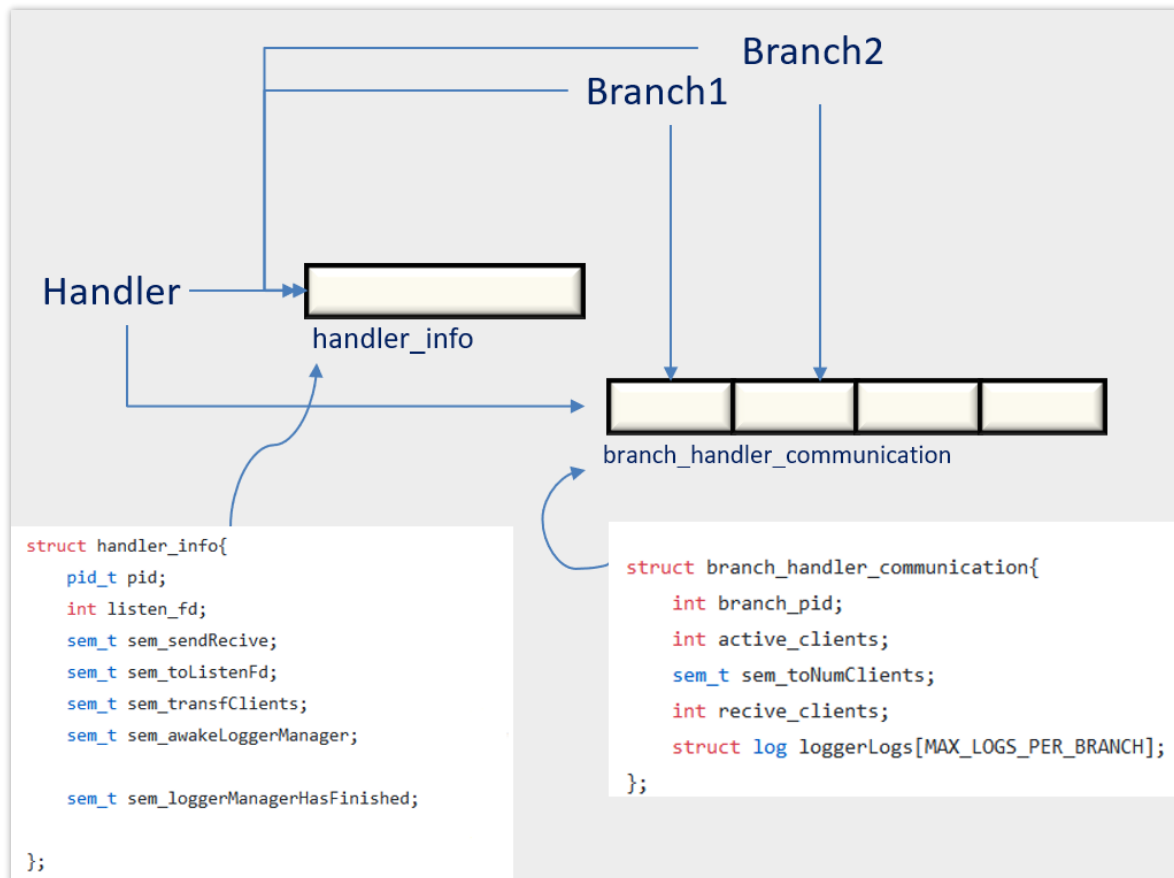 Branch2
Branch1
Handler
handler_info
branch_handler_communication
struct handler_info{
    pid_t pid;
    int listen_fd;
    sem_t sem_sendRecive;
    sem_t sem_toListenFd;
    sem_t sem_transfClients;
    sem_t sem_awakeLoggerManager;
    sem_t sem_loggerManagerHasFinished;
};
struct branch_handler_communication{
    int branch_pid;
    int active_clients;
    sem_t sem_toNumClients;
    int recive_clients;
    struct log loggerLogs[MAX_LOGS_PER_BRANCH];
};